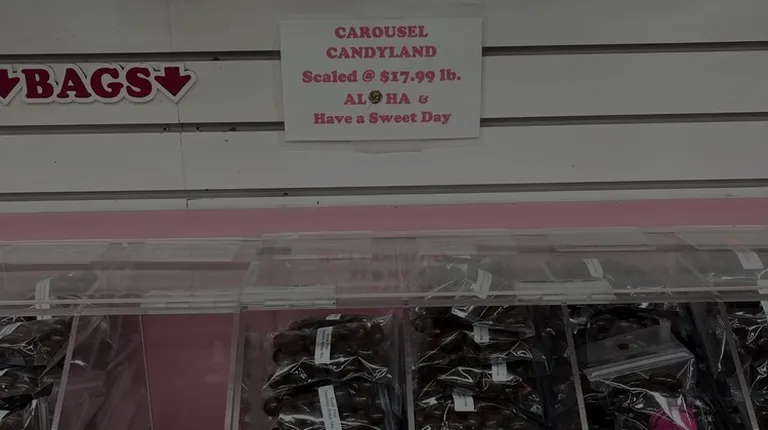 CAROUSEL
CANDYLAND
Scaled @ $17.99 lb.
ALOHA &
Have a Sweet Day
BAGS